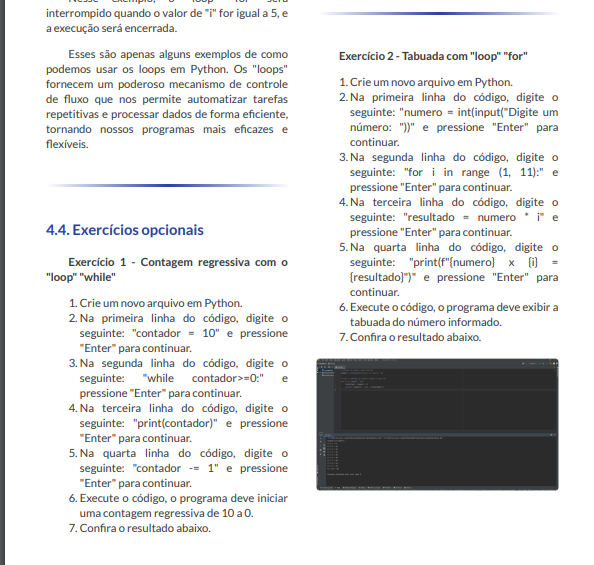 interrompido quando o valor de "i" for igual a 5, e
a execução será encerrada.
Esses são apenas alguns exemplos de como
podemos usar os loops em Python. Os "loops"
fornecem um poderoso mecanismo de controle
de fluxo que nos permite automatizar tarefas
repetitivas e processar dados de forma eficiente,
tornando nossos programas mais eficazes e
flexíveis.
4.4. Exercícios opcionais
Exercício 1 - Contagem regressiva com o
"loop" "while"
1. Crie um novo arquivo em Python.
2. Na primeira linha do código, digite o
seguinte: "contador = 10" e pressione
"Enter" para continuar.
3. Na segunda linha do código, digite o
seguinte: "while contador>=0:" e
pressione "Enter" para continuar.
4. Na terceira linha do código, digite o
seguinte: "print(contador)" e pressione
"Enter" para continuar.
5. Na quarta linha do código, digite o
seguinte: "contador -= 1" e pressione
"Enter" para continuar.
6. Execute o código, o programa deve iniciar
uma contagem regressiva de 10 a 0.
7. Confira o resultado abaixo.
Exercício 2 - Tabuada com "loop" "for"
1. Crie um novo arquivo em Python.
2. Na primeira linha do código, digite o
seguinte: "numero = int(input("Digite um
número: "))" e pressione "Enter" para
continuar.
3. Na segunda linha do código, digite o
seguinte: "for i in range (1, 11):" e
pressione "Enter" para continuar.
4. Na terceira linha do código, digite o
seguinte: "resultado = numero * i" e
pressione "Enter" para continuar.
5. Na quarta linha do código, digite o
seguinte: "print(f"{numero} x {i} =
{resultado}")" e pressione "Enter" para
continuar.
6. Execute o código, o programa deve exibir a
tabuada do número informado.
7. Confira o resultado abaixo.